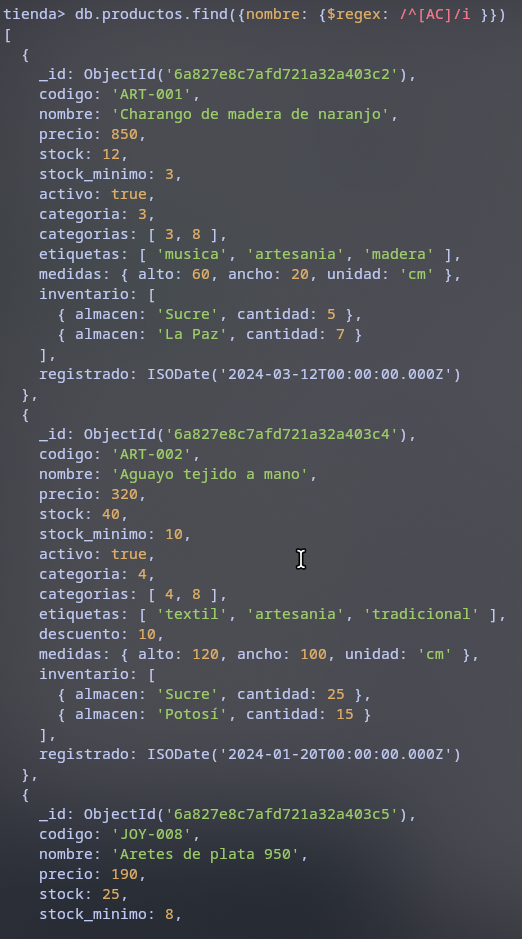 tienda> db.productos.find({nombre: {$regex: /^[AC]/i }})
[
  {
    _id: ObjectId('6a827e8c7afd721a32a403c2'),
    codigo: 'ART-001',
    nombre: 'Charango de madera de naranjo',
    precio: 850,
    stock: 12,
    stock_minimo: 3,
    activo: true,
    categoria: 3,
    categorias: [ 3, 8 ],
    etiquetas: [ 'musica', 'artesania', 'madera' ],
    medidas: { alto: 60, ancho: 20, unidad: 'cm' },
    inventario: [
      { almacen: 'Sucre', cantidad: 5 },
      { almacen: 'La Paz', cantidad: 7 }
    ],
    registrado: ISODate('2024-03-12T00:00:00.000Z')
  },
  {
    _id: ObjectId('6a827e8c7afd721a32a403c4'),
    codigo: 'ART-002',
    nombre: 'Aguayo tejido a mano',
    precio: 320,
    stock: 40,
    stock_minimo: 10,
    activo: true,
    categoria: 4,
    categorias: [ 4, 8 ],
    etiquetas: [ 'textil', 'artesania', 'tradicional' ],
    descuento: 10,
    medidas: { alto: 120, ancho: 100, unidad: 'cm' },
    inventario: [
      { almacen: 'Sucre', cantidad: 25 },
      { almacen: 'Potosí', cantidad: 15 }
    ],
    registrado: ISODate('2024-01-20T00:00:00.000Z')
  },
  {
    _id: ObjectId('6a827e8c7afd721a32a403c5'),
    codigo: 'JOY-008',
    nombre: 'Aretes de plata 950',
    precio: 190,
    stock: 25,
    stock_minimo: 8,